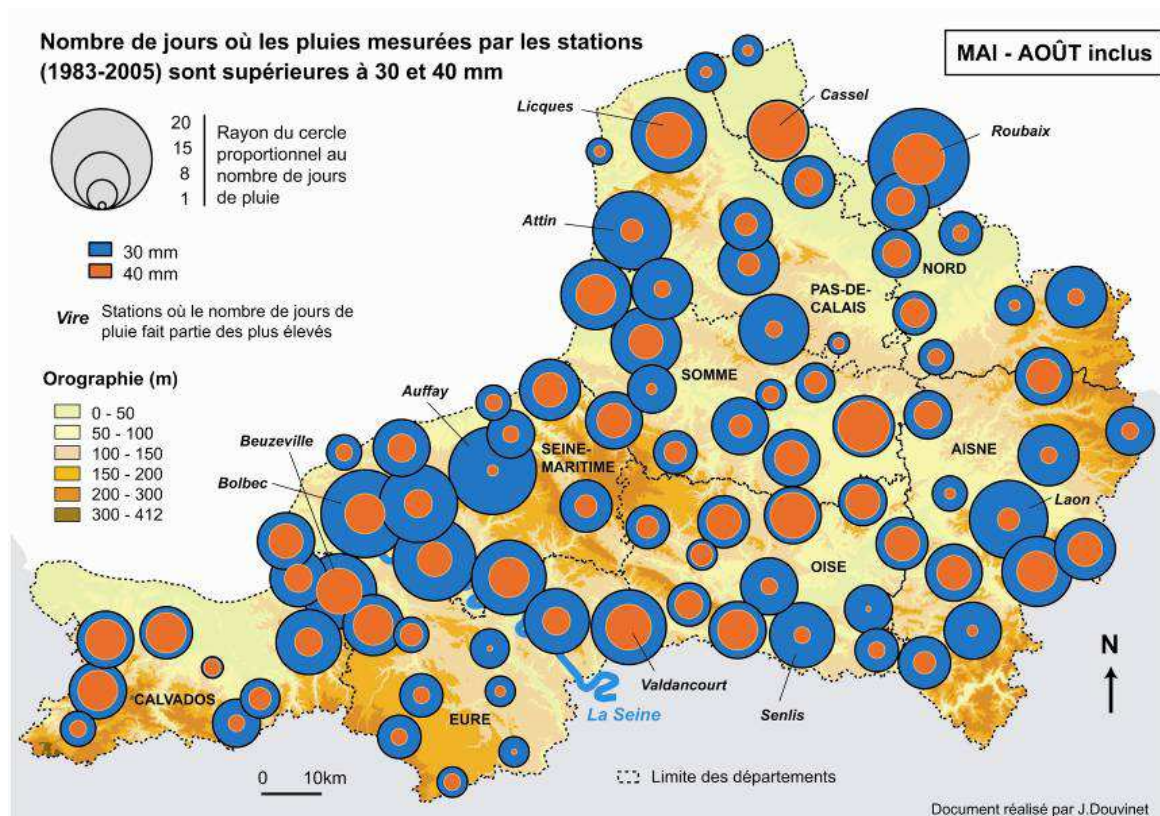 Nombre de jours où les pluies mesurées par les stations
(1983-2005) sont supérieures à 30 et 40 mm
MAI - AOÛT inclus
20
15
8
1
Rayon du cercle
proportionnel au
nombre de jours
de pluie
30 mm
40 mm
Vire
Stations où le nombre de jours de
pluie fait partie des plus élevés
Orographie (m)
0 - 50
50 - 100
100 - 150
150 - 200
200 - 300
300 - 412
Licques
Cassel
Roubaix
Attin
NORD
PAS-DE-
CALAIS
SOMME
Auffay
Beuzeville
Bolbec
SEINE-
MARITIME
AISNE
Laon
OISE
CALVADOS
EURE
La Seine
Valdancourt
Senlis
N
0 10km
Limite des départements
Document réalisé par J.Douvinet